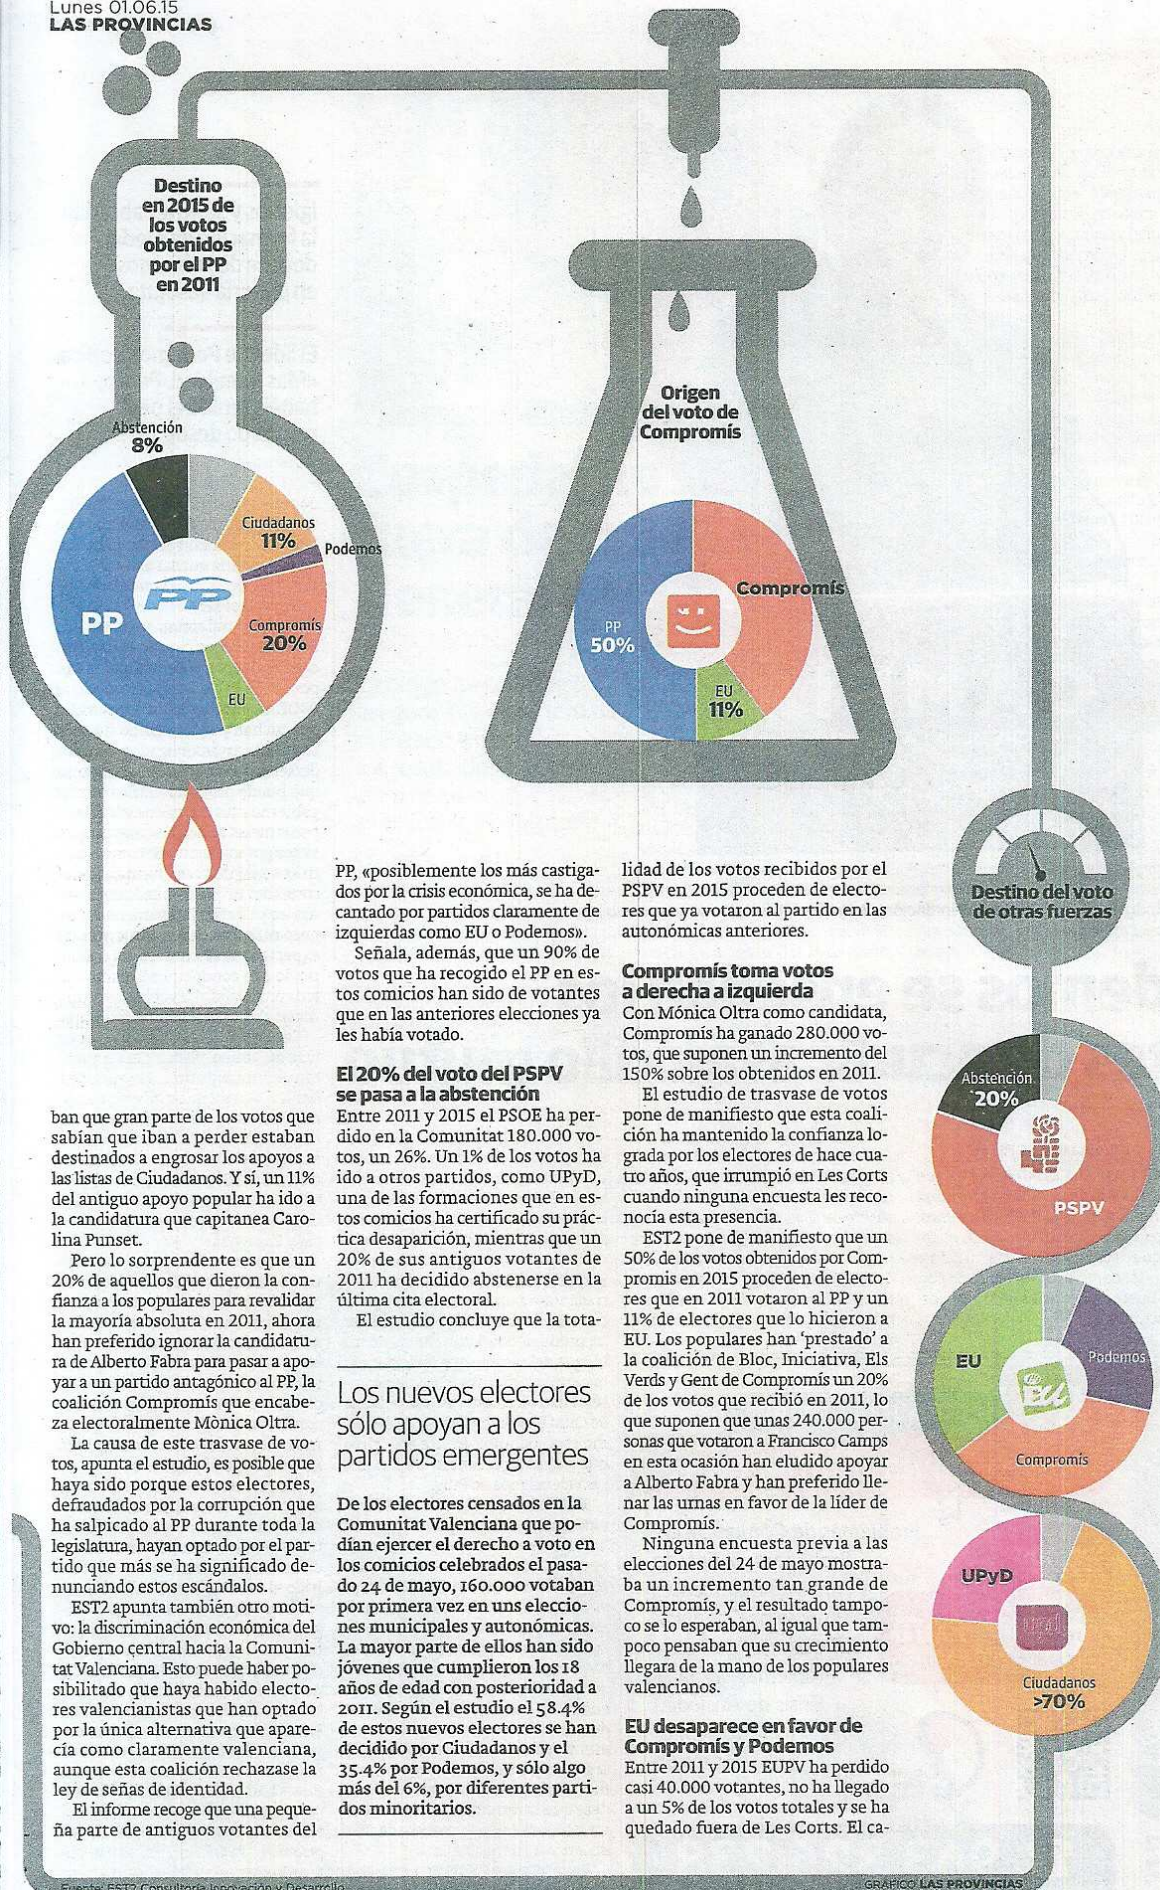 Lunes 01.06.15
LAS PROVINCIAS
Destino
en 2015 de
los votos
obtenidos
por el PP
en 2011
Abstención
8%
Ciudadanos
11%
Podemos
PP
PP
Compromís
20%
EU
Origen
del voto de
Compromís
Compromís
PP
50%
EU
11%
Destino del voto
de otras fuerzas
Abstención
20%
PSPV
EU
Podemos
EU
Compromís
UPyD
upd
Ciudadanos
>70%
ban que gran parte de los votos que
sabían que iban a perder estaban
destinados a engrosar los apoyos a
las listas de Ciudadanos. Y sí, un 11%
del antiguo apoyo popular ha ido a
la candidatura que capitanea Caro-
lina Punset.
Pero lo sorprendente es que un
20% de aquellos que dieron la con-
fianza a los populares para revalidar
la mayoría absoluta en 2011, ahora
han preferido ignorar la candidatu-
ra de Alberto Fabra para pasar a apo-
yar a un partido antagónico al PP, la
coalición Compromís que encabe-
za electoralmente Mònica Oltra.
La causa de este trasvase de vo-
tos, apunta el estudio, es posible que
haya sido porque estos electores,
defraudados por la corrupción que
ha salpicado al PP durante toda la
legislatura, hayan optado por el par-
tido que más se ha significado de-
nunciando estos escándalos.
EST2 apunta también otro moti-
vo: la discriminación económica del
Gobierno central hacia la Comuni-
tat Valenciana. Esto puede haber po-
sibilitado que haya habido electo-
res valencianistas que han optado
por la única alternativa que apare-
cía como claramente valenciana,
aunque esta coalición rechazase la
ley de señas de identidad.
El informe recoge que una peque-
ña parte de antiguos votantes del
PP, «posiblemente los más castiga-
dos por la crisis económica, se ha de-
cantado por partidos claramente de
izquierdas como EU o Podemos».
Señala, además, que un 90% de
votos que ha recogido el PP en es-
tos comicios han sido de votantes
que en las anteriores elecciones ya
les había votado.
El 20% del voto del PSPV
se pasa a la abstención
Entre 2011 y 2015 el PSOE ha per-
dido en la Comunitat 180.000 vo-
tos, un 26%. Un 1% de los votos ha
ido a otros partidos, como UPyD,
una de las formaciones que en es-
tos comicios ha certificado su prác-
tica desaparición, mientras que un
20% de sus antiguos votantes de
2011 ha decidido abstenerse en la
última cita electoral.
El estudio concluye que la tota-
Los nuevos electores
sólo apoyan a los
partidos emergentes
De los electores censados en la
Comunitat Valenciana que po-
dían ejercer el derecho a voto en
los comicios celebrados el pasa-
do 24 de mayo, 160.000 votaban
por primera vez en uns eleccio-
nes municipales y autonómicas.
La mayor parte de ellos han sido
jóvenes que cumplieron los 18
años de edad con posterioridad a
2011. Según el estudio el 58.4%
de estos nuevos electores se han
decidido por Ciudadanos y el
35.4% por Podemos, y sólo algo
más del 6%, por diferentes parti-
dos minoritarios.
lidad de los votos recibidos por el
PSPV en 2015 proceden de electo-
res que ya votaron al partido en las
autonómicas anteriores.
Compromís toma votos
a derecha a izquierda
Con Mónica Oltra como candidata,
Compromís ha ganado 280.000 vo-
tos, que suponen un incremento del
150% sobre los obtenidos en 2011.
El estudio de trasvase de votos
pone de manifiesto que esta coali-
ción ha mantenido la confianza lo-
grada por los electores de hace cua-
tro años, que irrumpió en Les Corts
cuando ninguna encuesta les reco-
nocía esta presencia.
EST2 pone de manifiesto que un
50% de los votos obtenidos por Com-
promis en 2015 proceden de electo-
res que en 2011 votaron al PP y un
11% de electores que lo hicieron a
EU. Los populares han ‘prestado’ a
la coalición de Bloc, Iniciativa, Els
Verds y Gent de Compromís un 20%
de los votos que recibió en 2011, lo
que suponen que unas 240.000 per-
sonas que votaron a Francisco Camps
en esta ocasión han eludido apoyar
a Alberto Fabra y han preferido lle-
nar las urnas en favor de la líder de
Compromís.
Ninguna encuesta previa a las
elecciones del 24 de mayo mostra-
ba un incremento tan grande de
Compromís, y el resultado tampo-
co se lo esperaban, al igual que tam-
poco pensaban que su crecimiento
llegara de la mano de los populares
valencianos.
EU desaparece en favor de
Compromís y Podemos
Entre 2011 y 2015 EUPV ha perdido
casi 40.000 votantes, no ha llegado
a un 5% de los votos totales y se ha
quedado fuera de Les Corts. El ca-
Fuente: EST2 Consultoría Innovación y Desarrollo
GRÁFICO LAS PROVINCIAS